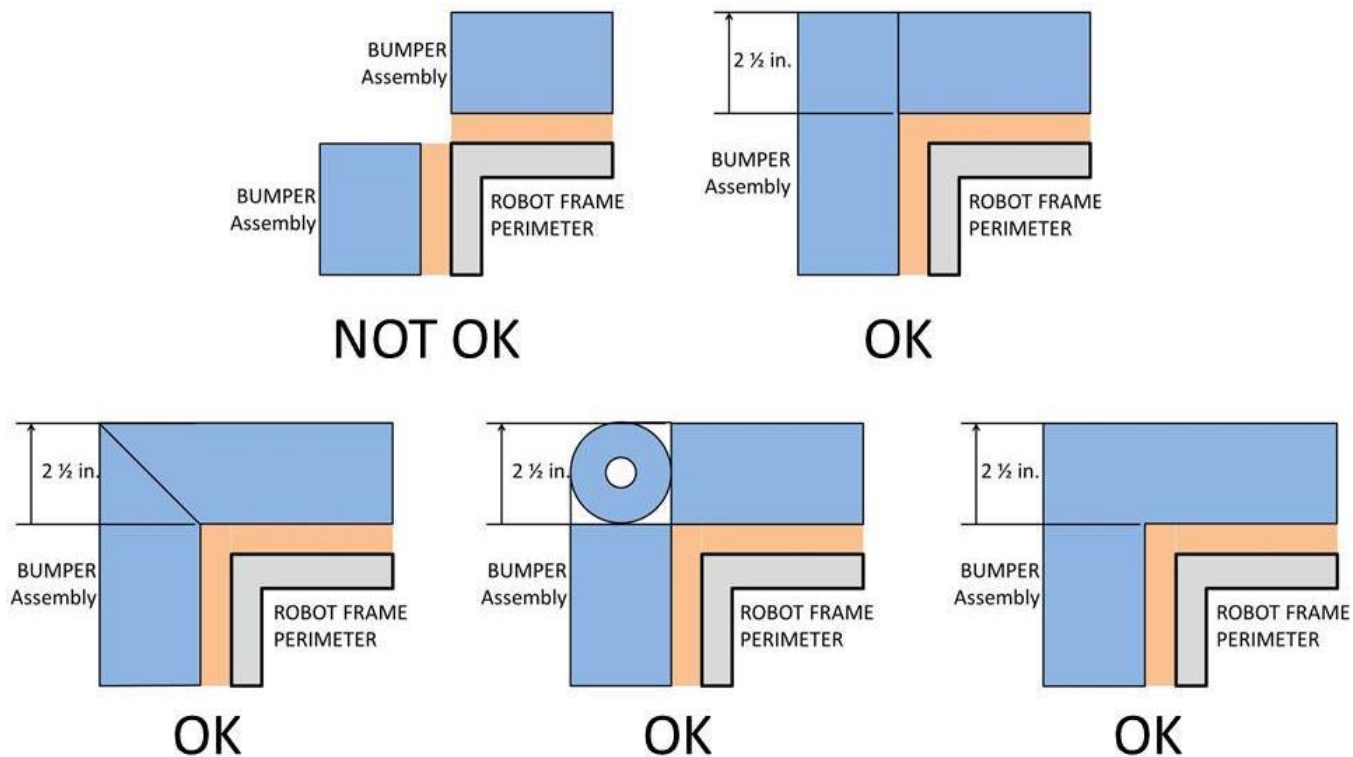 BUMPER
Assembly
BUMPER
Assembly
ROBOT FRAME
PERIMETER
NOT OK
2 ½ in.
BUMPER
Assembly
ROBOT FRAME
PERIMETER
OK
2 ½ in.
BUMPER
Assembly
ROBOT FRAME
PERIMETER
OK
2 ½ in.
BUMPER
Assembly
ROBOT FRAME
PERIMETER
OK
2 ½ in.
BUMPER
Assembly
ROBOT FRAME
PERIMETER
OK